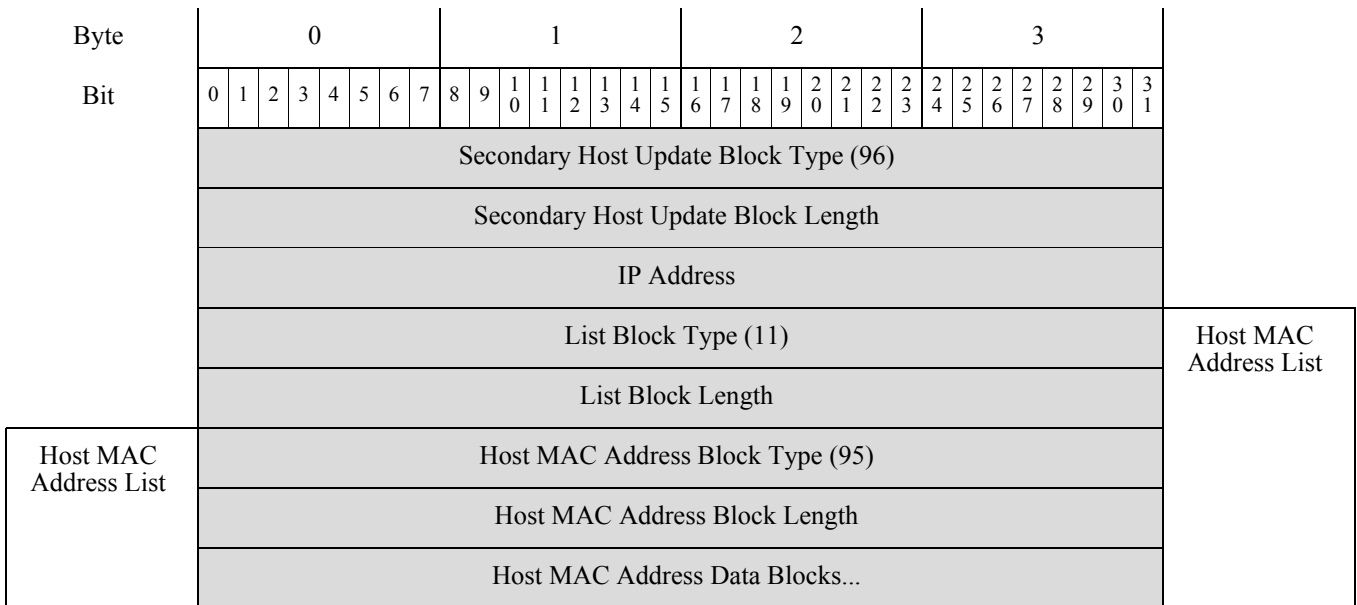 Byte 0 1 2 3
Bit 0 1 2 3 4 5 6 7 8 9 10 11 12 13 14 15 16 17 18 19 20 21 22 23 24 25 26 27 28 29 30 31
Secondary Host Update Block Type (96)
Secondary Host Update Block Length
IP Address
List Block Type (11)
Host MAC
Address List
List Block Length
Host MAC
Address List
Host MAC Address Block Type (95)
Host MAC Address Block Length
Host MAC Address Data Blocks...